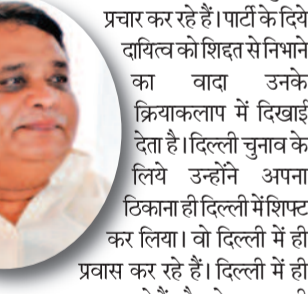 प्रचार कर रहे हैं। पार्टी के दिये
दायित्व को शिद्दत से निभाने
का वादा उनके
क्रियाकलाप में दिखाई
देता है। दिल्ली चुनाव के
लिये उन्होंने अपना
ठिकाना ही दिल्ली में शिफ्ट
कर लिया। वो दिल्ली में ही
प्रवास कर रहे हैं। दिल्ली में ही